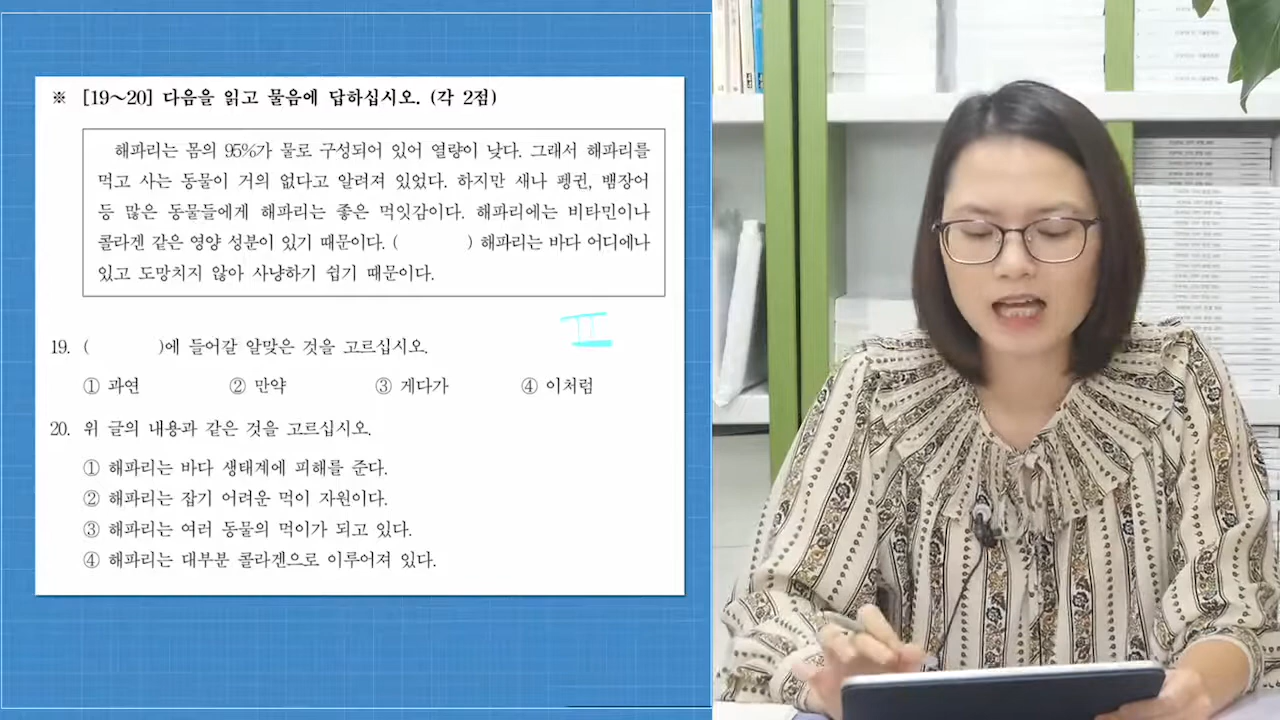 ※ [19～20] 다음을 읽고 물음에 답하십시오. (각 2점)
해파리는 몸의 95%가 물로 구성되어 있어 열량이 낮다. 그래서 해파리를
먹고 사는 동물이 거의 없다고 알려져 있었다. 하지만 새나 펭귄, 뱀장어
등 많은 동물들에게 해파리는 좋은 먹잇감이다. 해파리에는 비타민이나
콜라겐 같은 영양 성분이 있기 때문이다. ( ) 해파리는 바다 어디에나
있고 도망치지 않아 사냥하기 쉽기 때문이다.
19. ( )에 들어갈 알맞은 것을 고르십시오.
① 과연 ② 만약 ③ 게다가 ④ 이처럼
20. 위 글의 내용과 같은 것을 고르십시오.
① 해파리는 바다 생태계에 피해를 준다.
② 해파리는 잡기 어려운 먹이 자원이다.
③ 해파리는 여러 동물의 먹이가 되고 있다.
④ 해파리는 대부분 콜라겐으로 이루어져 있다.